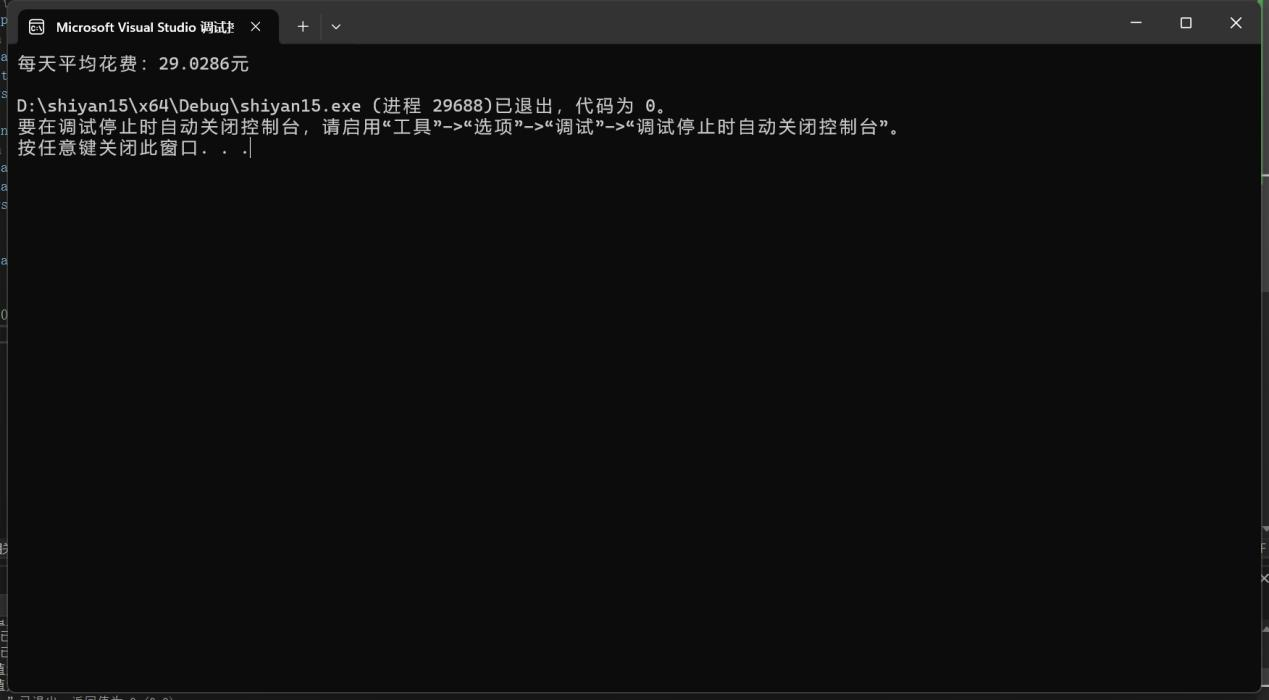 Microsoft Visual Studio 调试
每天平均花费：29.0286元
D:\shiyan15\x64\Debug\shiyan15.exe (进程 29688)已退出，代码为 0。
要在调试停止时自动关闭控制台，请启用“工具”->“选项”->“调试”->“调试停止时自动关闭控制台”。
按任意键关闭此窗口. . .